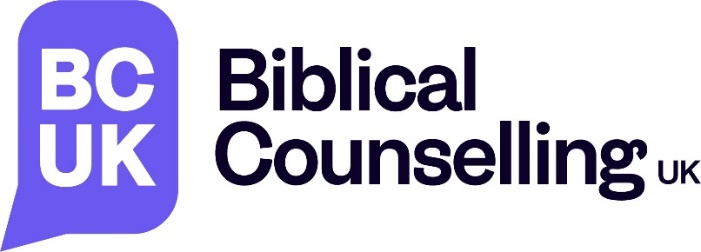 BC
UK
Biblical
Counselling UK